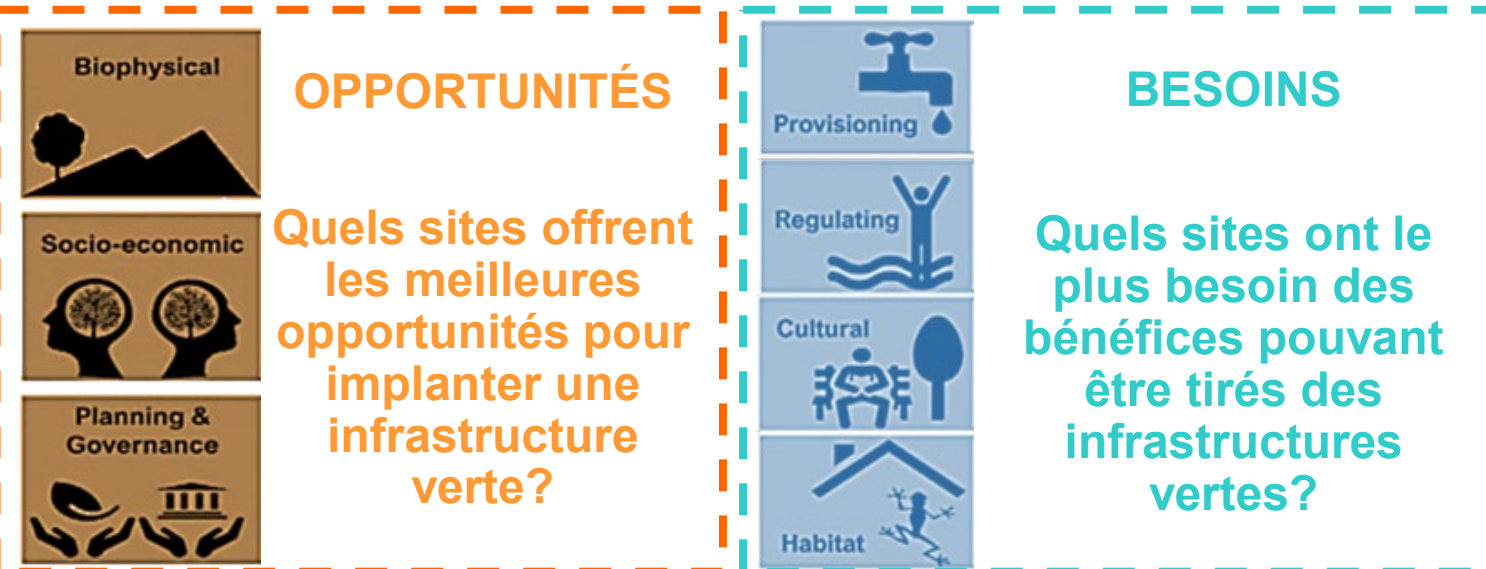 Biophysical
Socio-economic
Planning &
Governance
OPPORTUNITÉS
Quels sites offrent
les meilleures
opportunités pour
implanter une
infrastructure
verte?
Provisioning
Regulating
Cultural
Habitat
BESOINS
Quels sites ont le
plus besoin des
bénéfices pouvant
être tirés des
infrastructures
vertes?